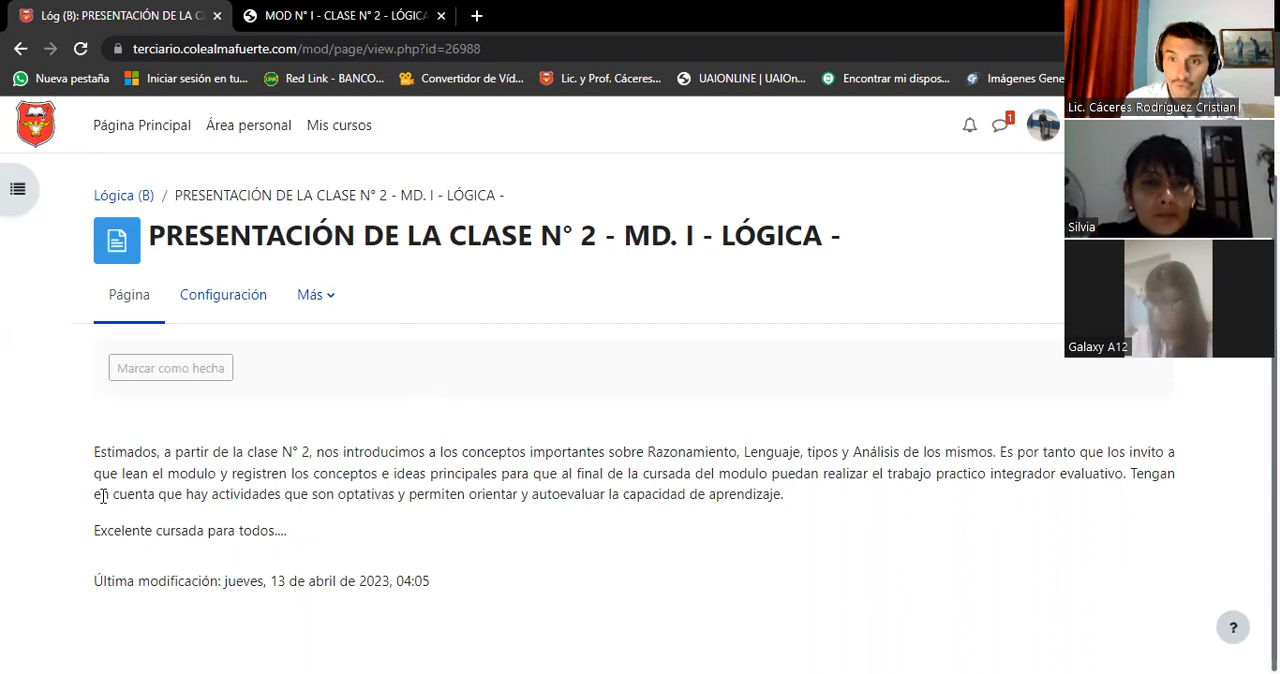 Lóg (B): PRESENTACIÓN DE LA C
MOD N° I - CLASE N° 2 - LÓGICA
terciario.colealmafuerte.com/mod/page/view.php?id=26988
Nueva pestaña
Iniciar sesión en tu...
LINK
Red Link - BANCO...
Convertidor de Víd...
Lic. y Prof. Cáceres...
UAIONLINE | UAIOn...
Encontrar mi dispos...
Imágenes Gene
Lic. Cáceres Rodríguez Cristian
Página Principal
Área personal
Mis cursos
1
Silvia
Lógica (B) / PRESENTACIÓN DE LA CLASE N° 2 - MD. I - LÓGICA -
PRESENTACIÓN DE LA CLASE N° 2 - MD. I - LÓGICA -
Página
Configuración
Más
Galaxy A12
Marcar como hecha
Estimados, a partir de la clase N° 2, nos introducimos a los conceptos importantes sobre Razonamiento, Lenguaje, tipos y Análisis de los mismos. Es por tanto que los invito a
que lean el modulo y registren los conceptos e ideas principales para que al final de la cursada del modulo puedan realizar el trabajo practico integrador evaluativo. Tengan
en cuenta que hay actividades que son optativas y permiten orientar y autoevaluar la capacidad de aprendizaje.
Excelente cursada para todos....
Última modificación: jueves, 13 de abril de 2023, 04:05
?